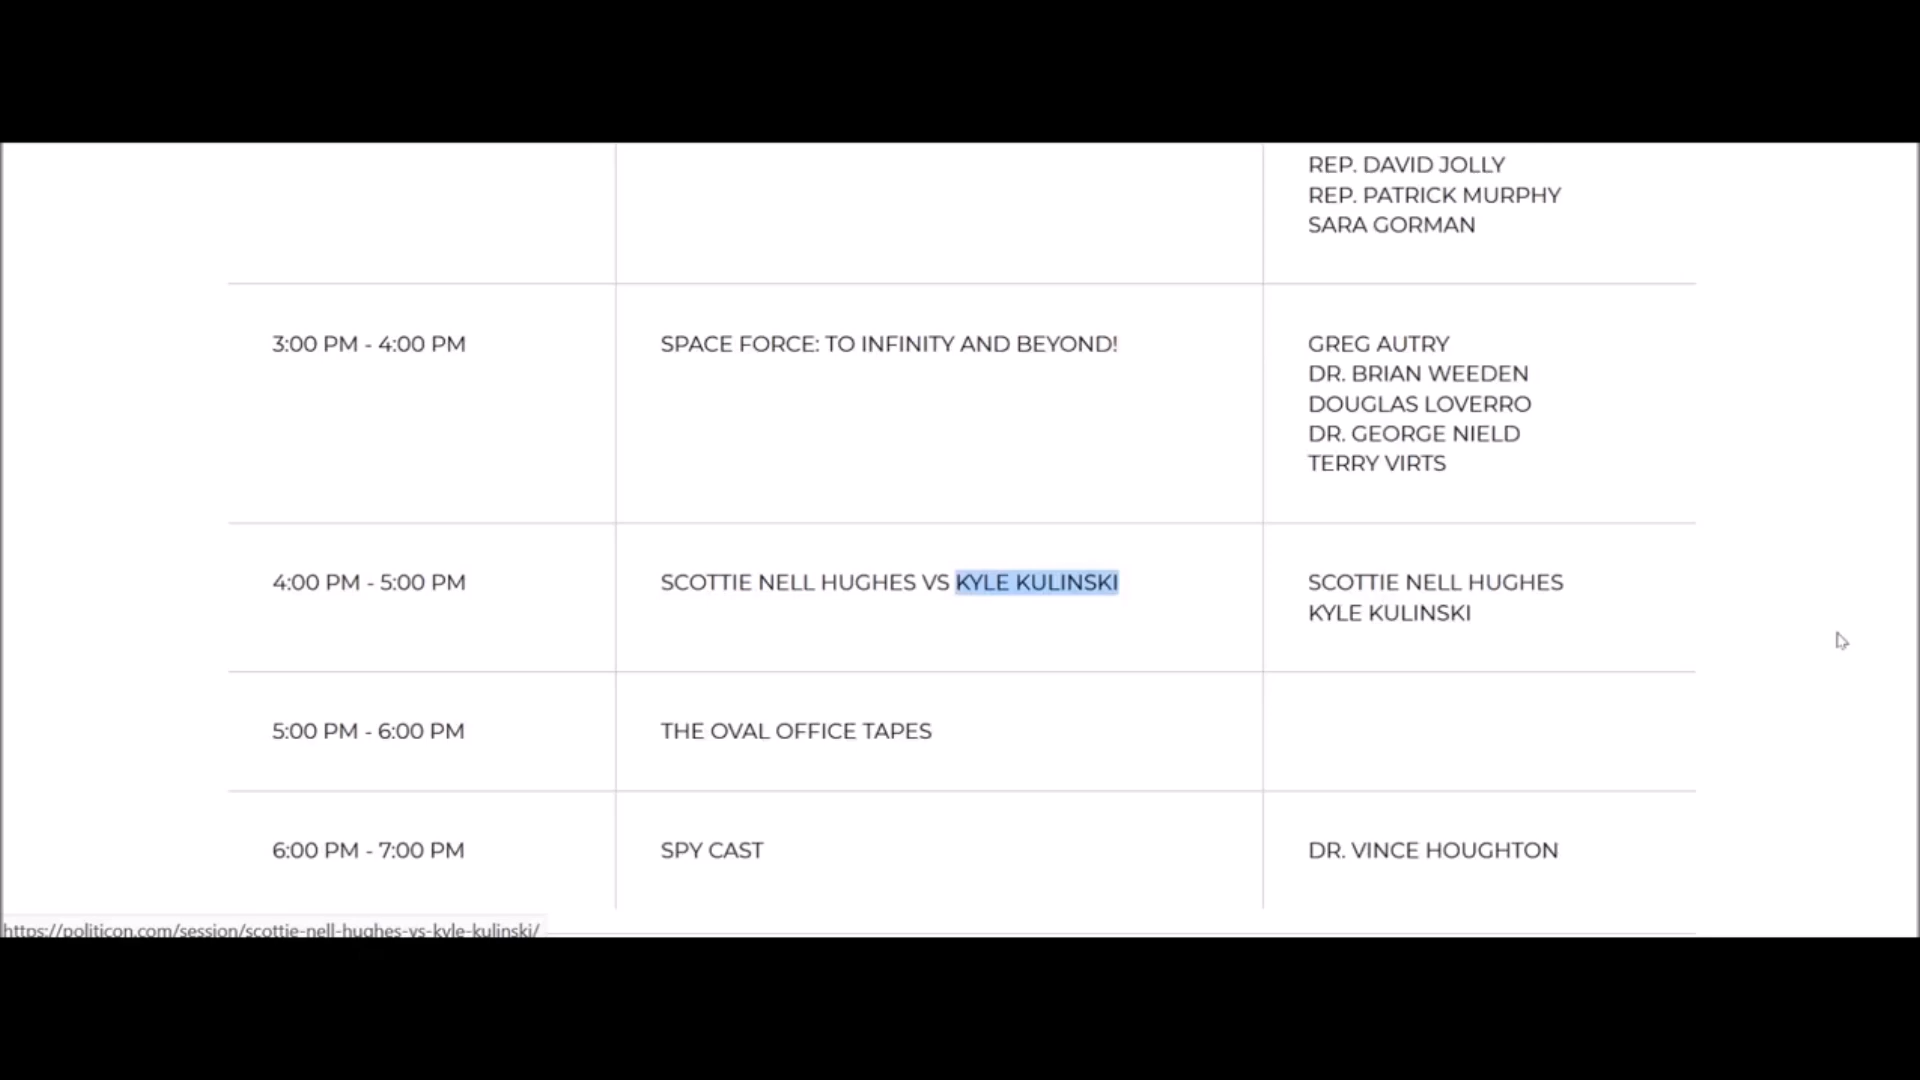 REP. DAVID JOLLY
REP. PATRICK MURPHY
SARA GORMAN
3:00 PM - 4:00 PM
SPACE FORCE: TO INFINITY AND BEYOND!
GREG AUTRY
DR. BRIAN WEEDEN
DOUGLAS LOVERRO
DR. GEORGE NIELD
TERRY VIRTS
4:00 PM - 5:00 PM
SCOTTIE NELL HUGHES VS KYLE KULINSKI
SCOTTIE NELL HUGHES
KYLE KULINSKI
5:00 PM - 6:00 PM
THE OVAL OFFICE TAPES
6:00 PM - 7:00 PM
SPY CAST
DR. VINCE HOUGHTON
https://politicon.com/session/scottie-nell-hughes-vs-kyle-kulinski/